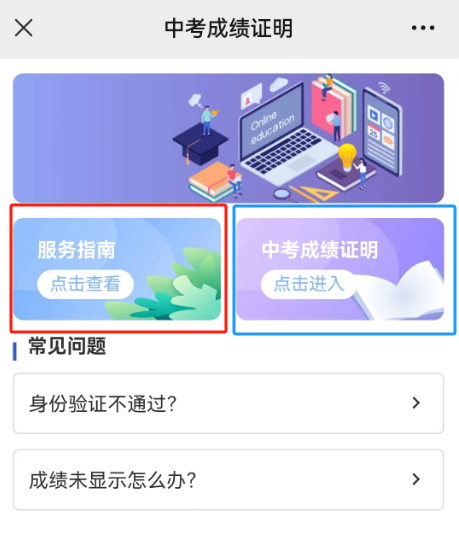 中考成绩证明
Online
education
服务指南
点击查看
中考成绩证明
点击进入
常见问题
身份验证不通过?
成绩未显示怎么办?